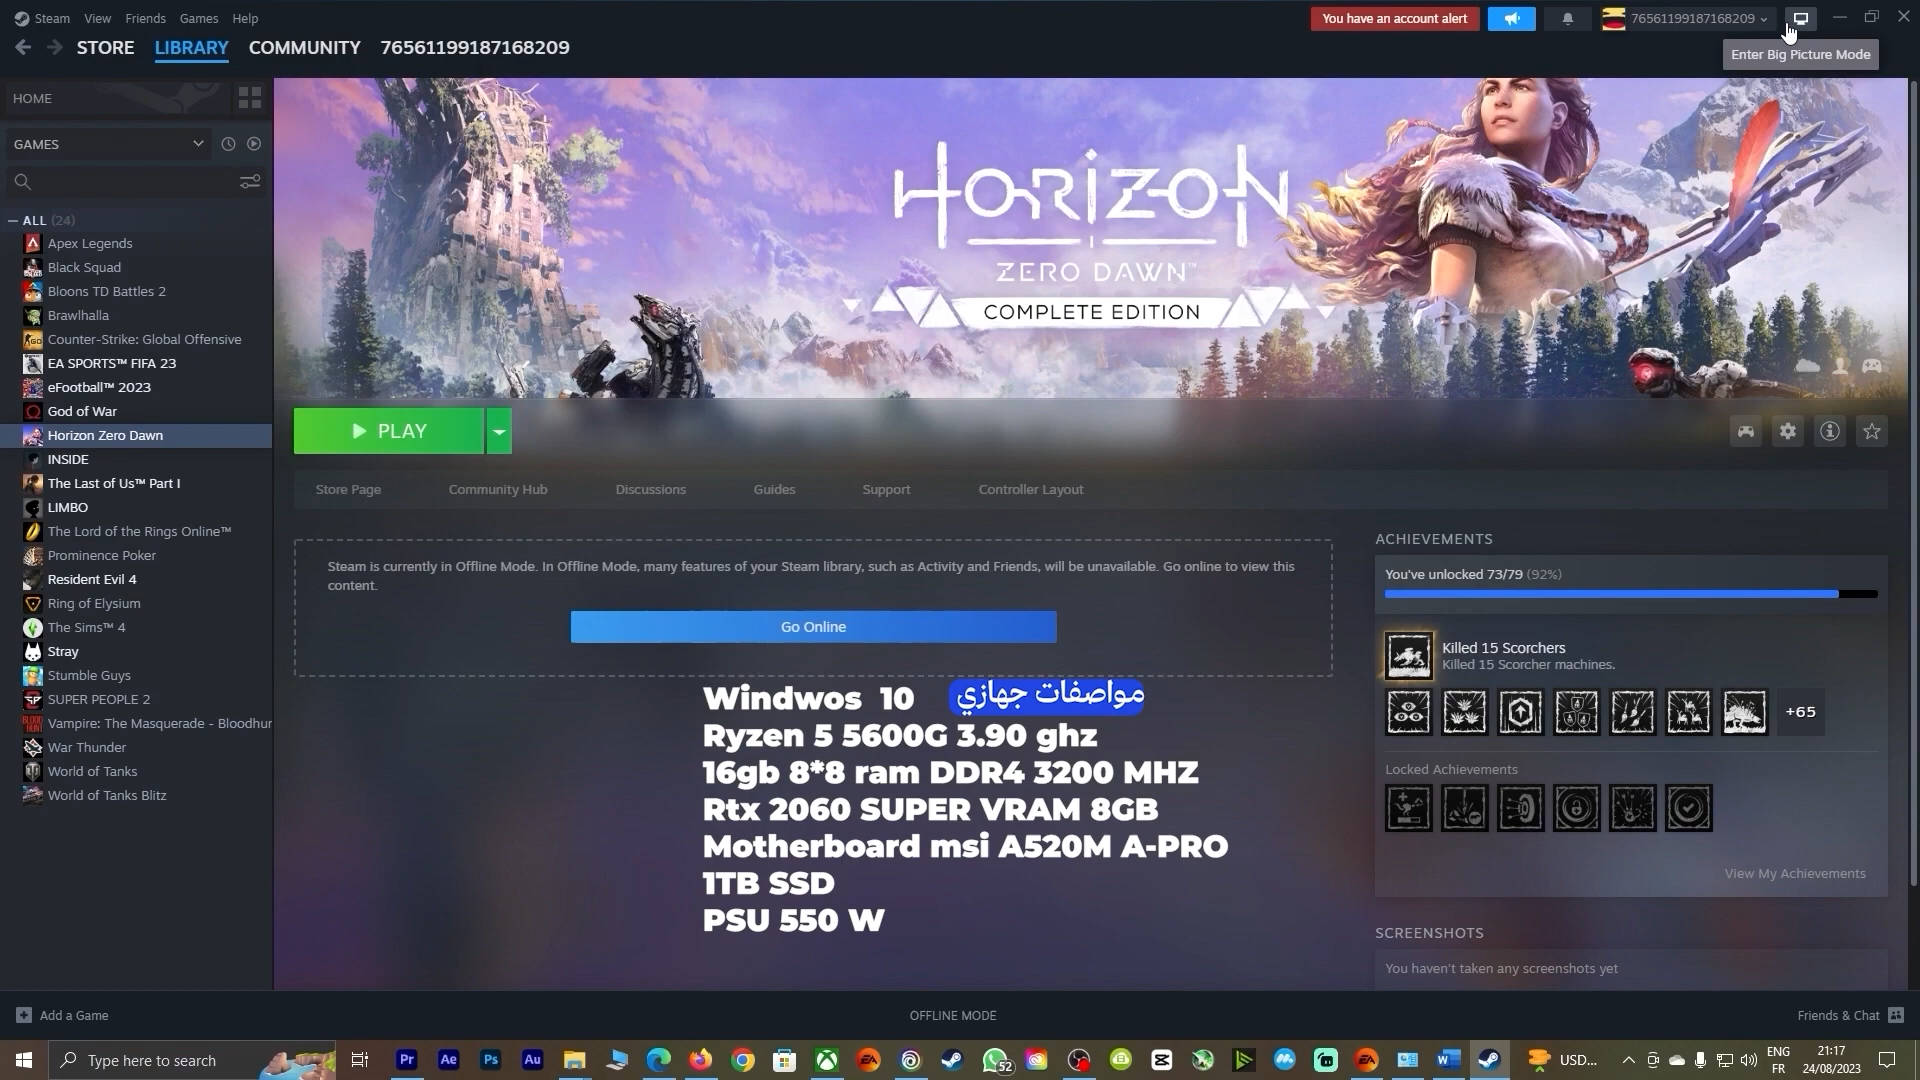 Steam View Friends Games Help
You have an account alert
76561199187168209
STORE LIBRARY COMMUNITY 76561199187168209
Enter Big Picture Mode
HOME
GAMES
ALL (24)
Apex Legends
Black Squad
Bloons TD Battles 2
Brawlhalla
Counter-Strike: Global Offensive
EA SPORTS™ FIFA 23
eFootball™ 2023
God of War
Horizon Zero Dawn
INSIDE
The Last of Us™ Part I
LIMBO
The Lord of the Rings Online™
Prominence Poker
Resident Evil 4
Ring of Elysium
The Sims™ 4
Stray
Stumble Guys
SUPER PEOPLE 2
Vampire: The Masquerade - Bloodhun
War Thunder
World of Tanks
World of Tanks Blitz
HORIZON
ZERO DAWN™
COMPLETE EDITION
PLAY
Store Page Community Hub Discussions Guides Support Controller Layout
Steam is currently in Offline Mode. In Offline Mode, many features of your Steam library, such as Activity and Friends, will be unavailable. Go online to view this
content.
Go Online
Windwos 10 مواصفات جهازي
Ryzen 5 5600G 3.90 ghz
16gb 8*8 ram DDR4 3200 MHZ
Rtx 2060 SUPER VRAM 8GB
Motherboard msi A520M A-PRO
1TB SSD
PSU 550 W
ACHIEVEMENTS
You've unlocked 73/79 (92%)
Killed 15 Scorchers
Killed 15 Scorcher machines.
+65
Locked Achievements
View My Achievements
SCREENSHOTS
You haven't taken any screenshots yet
Add a Game
OFFLINE MODE
Friends & Chat
Type here to search
Pr Ae Ps Au
EA
52
EA
W
USD...
ENG
FR
21:17
24/08/2023